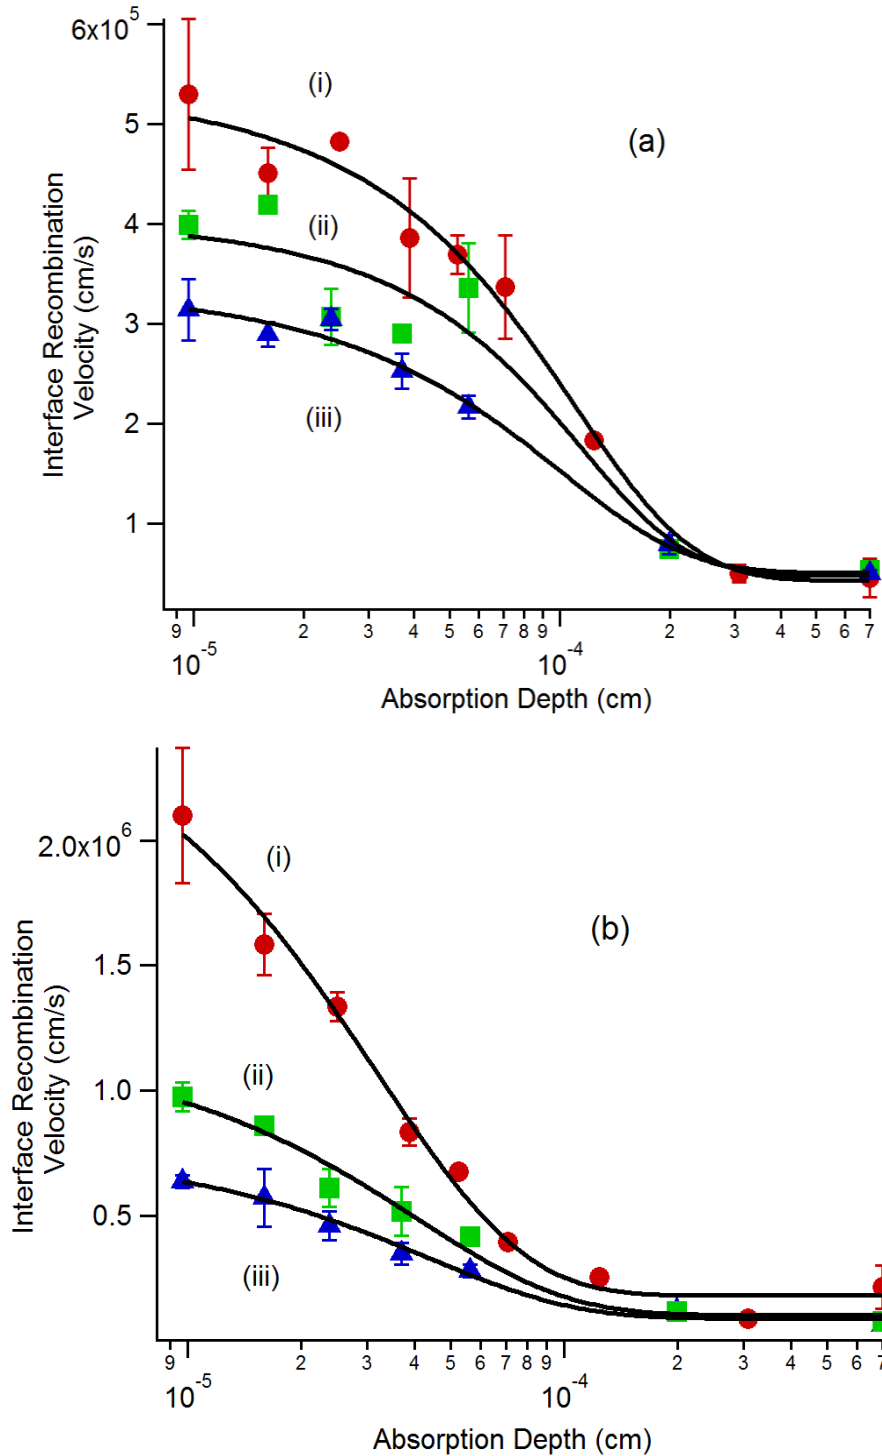 6x10^5
5
4
3
2
1
Interface Recombination
Velocity (cm/s)
(i)
(ii)
(iii)
(a)
9 2 3 4 5 6 7 8 9 2 3 4 5 6 7
10^-5 10^-4
Absorption Depth (cm)
2.0x10^6
1.5
1.0
0.5
Interface Recombination
Velocity (cm/s)
(i)
(ii)
(iii)
(b)
9 2 3 4 5 6 7 8 9 2 3 4 5 6 7
10^-5 10^-4
Absorption Depth (cm)